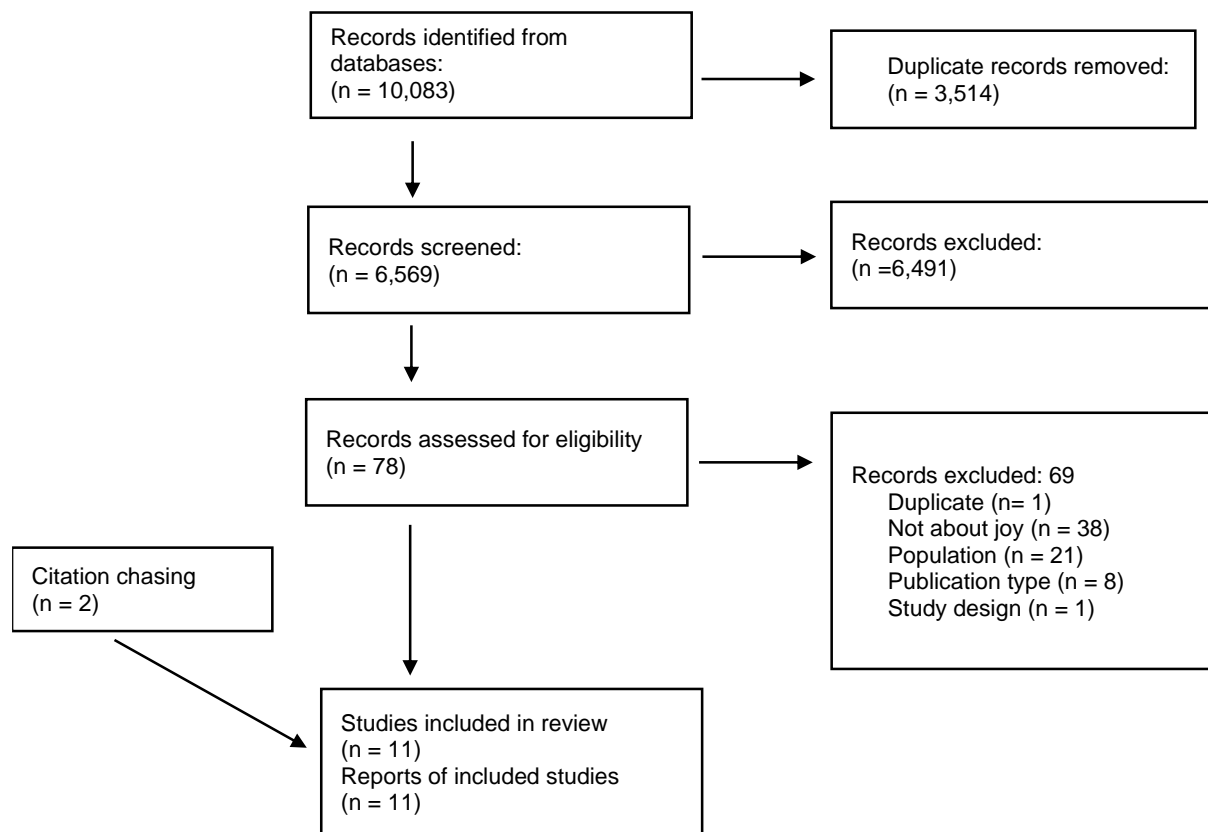 Records identified from
databases:
(n = 10,083)
Duplicate records removed:
(n = 3,514)
Records screened:
(n = 6,569)
Records excluded:
(n =6,491)
Records assessed for eligibility
(n = 78)
Records excluded: 69
Duplicate (n= 1)
Not about joy (n = 38)
Population (n = 21)
Publication type (n = 8)
Study design (n = 1)
Citation chasing
(n = 2)
Studies included in review
(n = 11)
Reports of included studies
(n = 11)